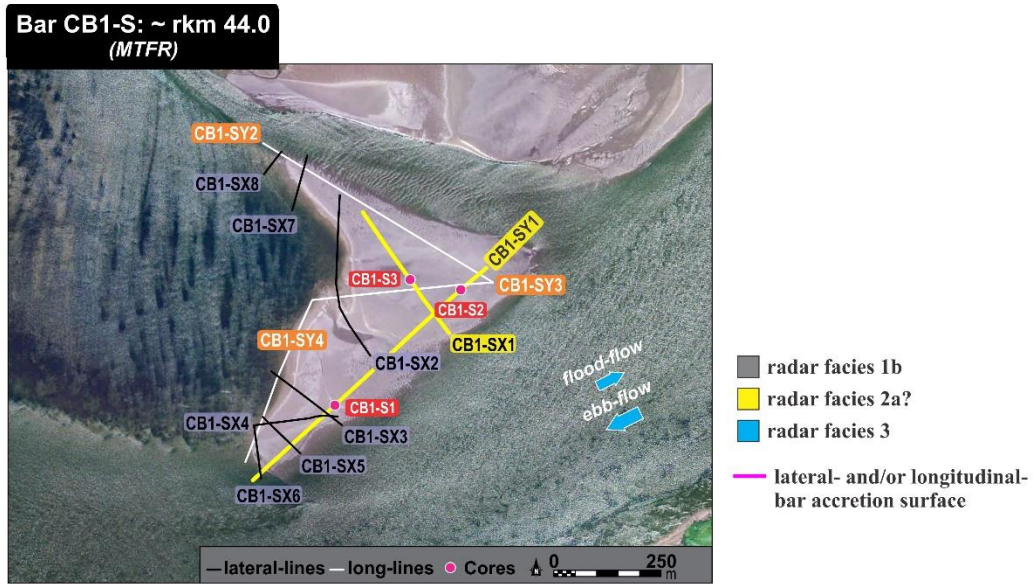 Bar CB1-S: ~ rkm 44.0
(MTFR)
CB1-SY2
CB1-SX8
CB1-SX7
CB1-SY1
CB1-S3
CB1-SY3
CB1-S2
CB1-SY4
CB1-SX1
CB1-SX2
flood-flow
ebb-flow
CB1-S1
CB1-SX4
CB1-SX3
CB1-SX5
CB1-SX6
lateral-lines
long-lines
Cores
N
0
250
m
radar facies 1b
radar facies 2a?
radar facies 3
lateral- and/or longitudinal-
bar accretion surface